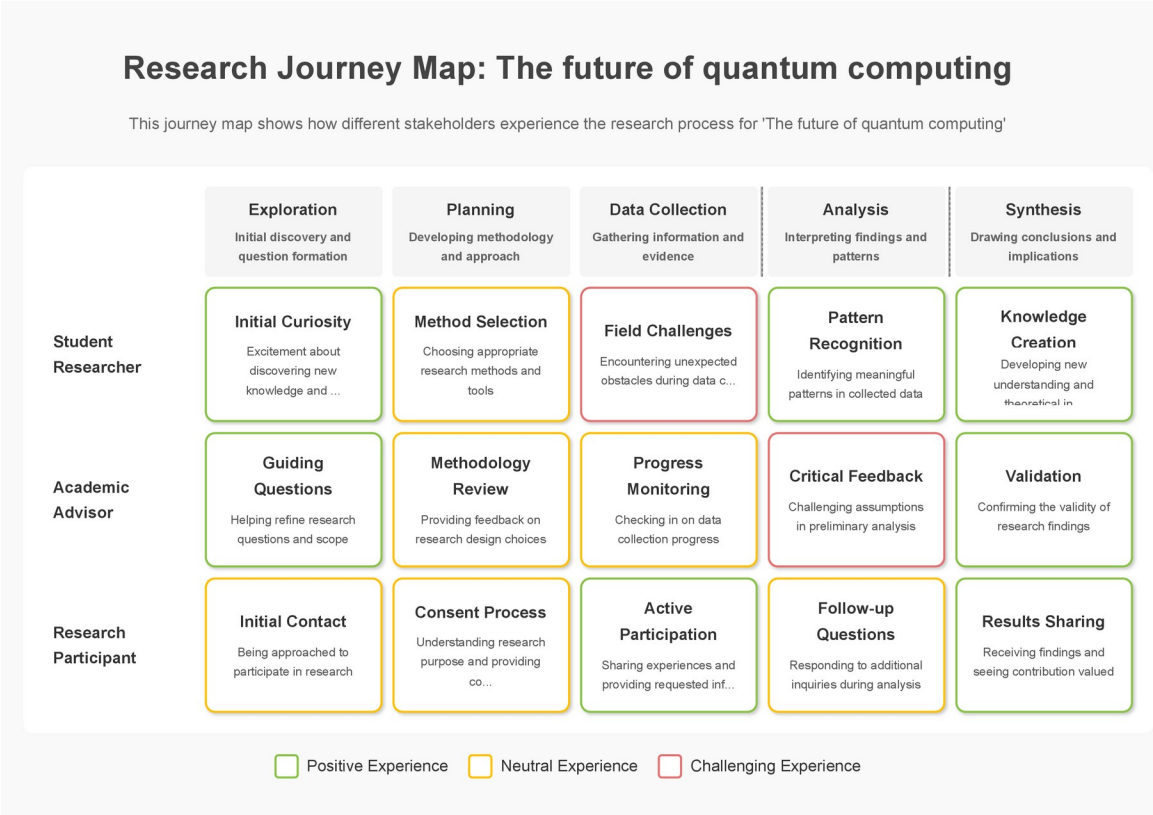 Research Journey Map: The future of quantum computing
This journey map shows how different stakeholders experience the research process for 'The future of quantum computing'
Exploration
Initial discovery and
question formation
Planning
Developing methodology
and approach
Data Collection
Gathering information and
evidence
Analysis
Interpreting findings and
patterns
Synthesis
Drawing conclusions and
implications
Student
Researcher
Initial Curiosity
Excitement about
discovering new
knowledge and ...
Method Selection
Choosing appropriate
research methods and
tools
Field Challenges
Encountering unexpected
obstacles during data c...
Pattern
Recognition
Identifying meaningful
patterns in collected data
Knowledge
Creation
Developing new
understanding and
theoretical in...
Academic
Advisor
Guiding
Questions
Helping refine research
questions and scope
Methodology
Review
Providing feedback on
research design choices
Progress
Monitoring
Checking in on data
collection progress
Critical Feedback
Challenging assumptions
in preliminary analysis
Validation
Confirming the validity of
research findings
Research
Participant
Initial Contact
Being approached to
participate in research
Consent Process
Understanding research
purpose and providing
co...
Active
Participation
Sharing experiences and
providing requested inf...
Follow-up
Questions
Responding to additional
inquiries during analysis
Results Sharing
Receiving findings and
seeing contribution valued
Positive Experience
Neutral Experience
Challenging Experience